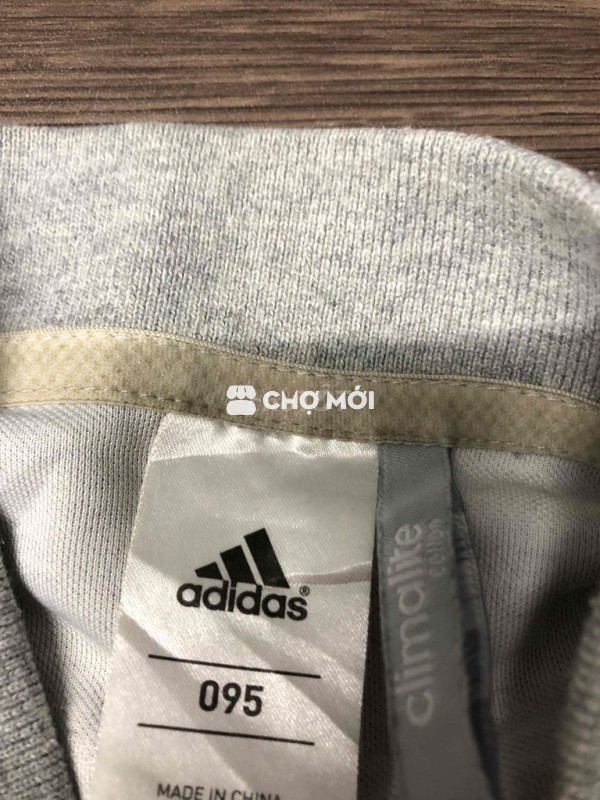 CHỢ MỚI
adidas®
095
MADE IN CHINA
climalite
cotton